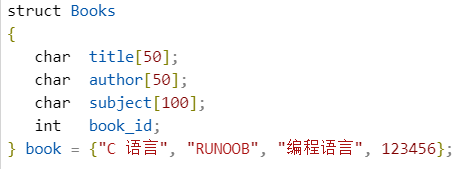 struct Books
{
   char  title[50];
   char  author[50];
   char  subject[100];
   int   book_id;
} book = {"C 语言", "RUNOOB", "编程语言", 123456};